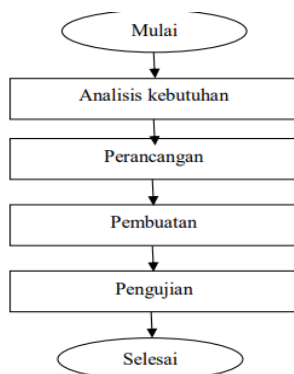 Mulai
Analisis kebutuhan
Perancangan
Pembuatan
Pengujian
Selesai